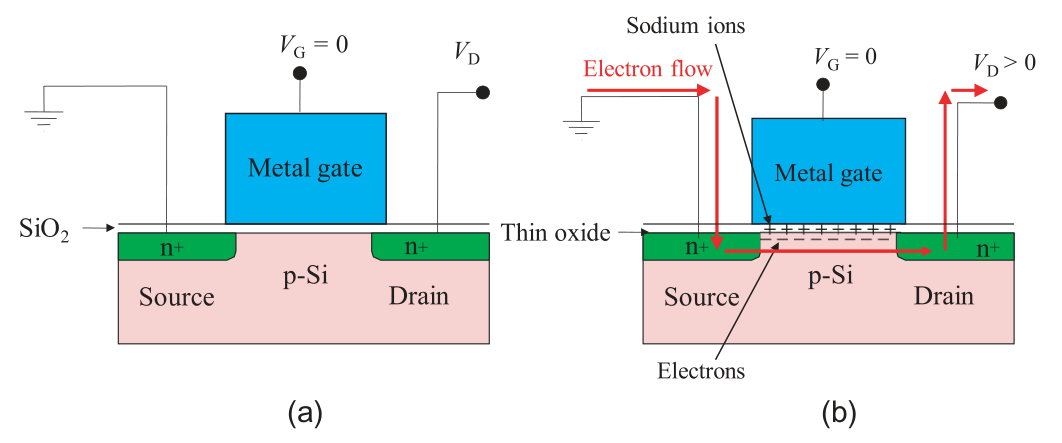 V_G = 0
V_D
Metal gate
SiO₂
n+
n+
p-Si
Source
Drain
(a)
Sodium ions
V_G = 0
V_D > 0
Electron flow
Metal gate
Thin oxide
+ + + + + + + +
n+
n+
p-Si
Source
Drain
Electrons
(b)